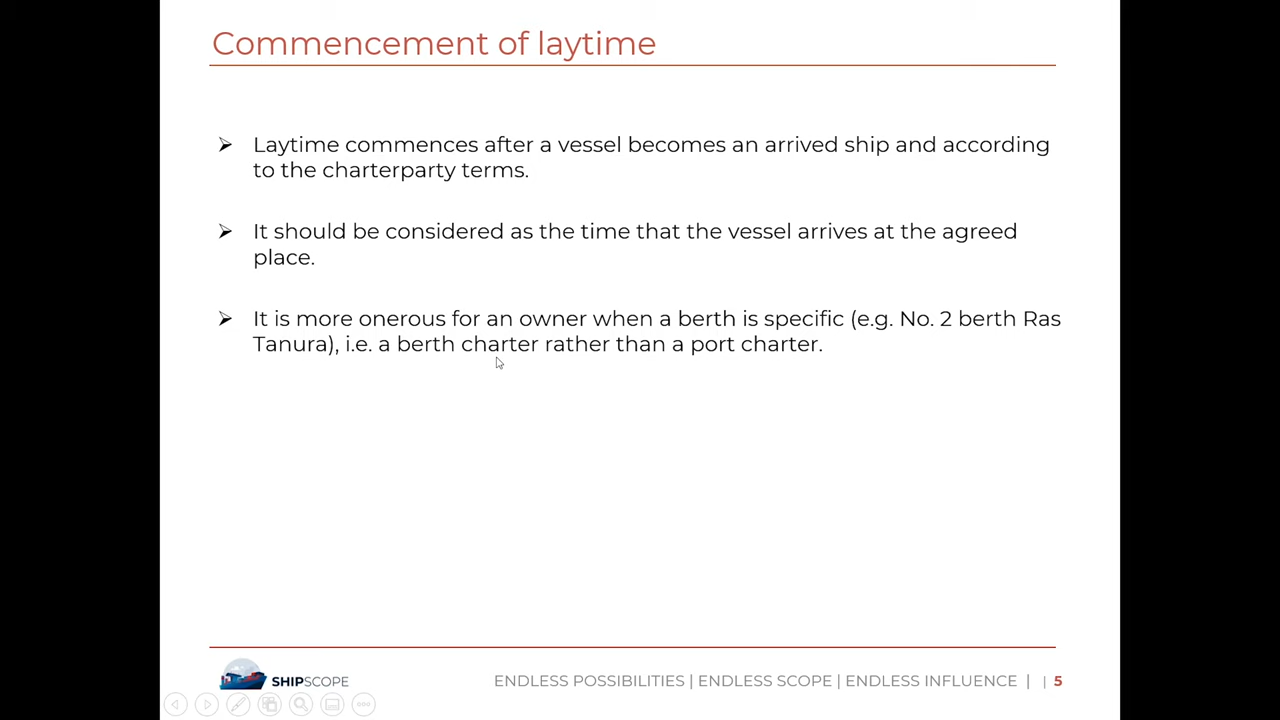 Commencement of laytime
➤ Laytime commences after a vessel becomes an arrived ship and according
to the charterparty terms.
➤ It should be considered as the time that the vessel arrives at the agreed
place.
➤ It is more onerous for an owner when a berth is specific (e.g. No. 2 berth Ras
Tanura), i.e. a berth charter rather than a port charter.
SHIPSCOPE
ENDLESS POSSIBILITIES | ENDLESS SCOPE | ENDLESS INFLUENCE | | 5